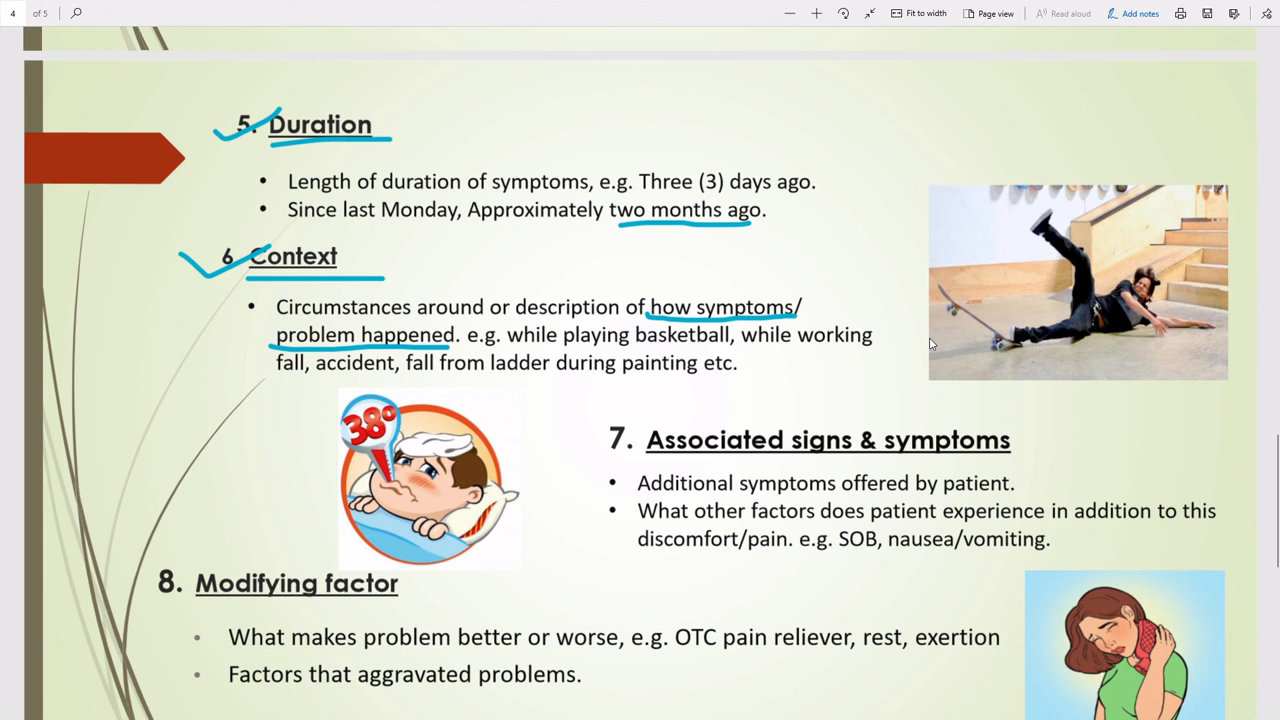 4 of 5 Fit to width Page view Read aloud Add notes
5. Duration
• Length of duration of symptoms, e.g. Three (3) days ago.
• Since last Monday, Approximately two months ago.
6 Context
• Circumstances around or description of how symptoms/
problem happened. e.g. while playing basketball, while working
fall, accident, fall from ladder during painting etc.
38°
7. Associated signs & symptoms
• Additional symptoms offered by patient.
• What other factors does patient experience in addition to this
discomfort/pain. e.g. SOB, nausea/vomiting.
8. Modifying factor
• What makes problem better or worse, e.g. OTC pain reliever, rest, exertion
• Factors that aggravated problems.